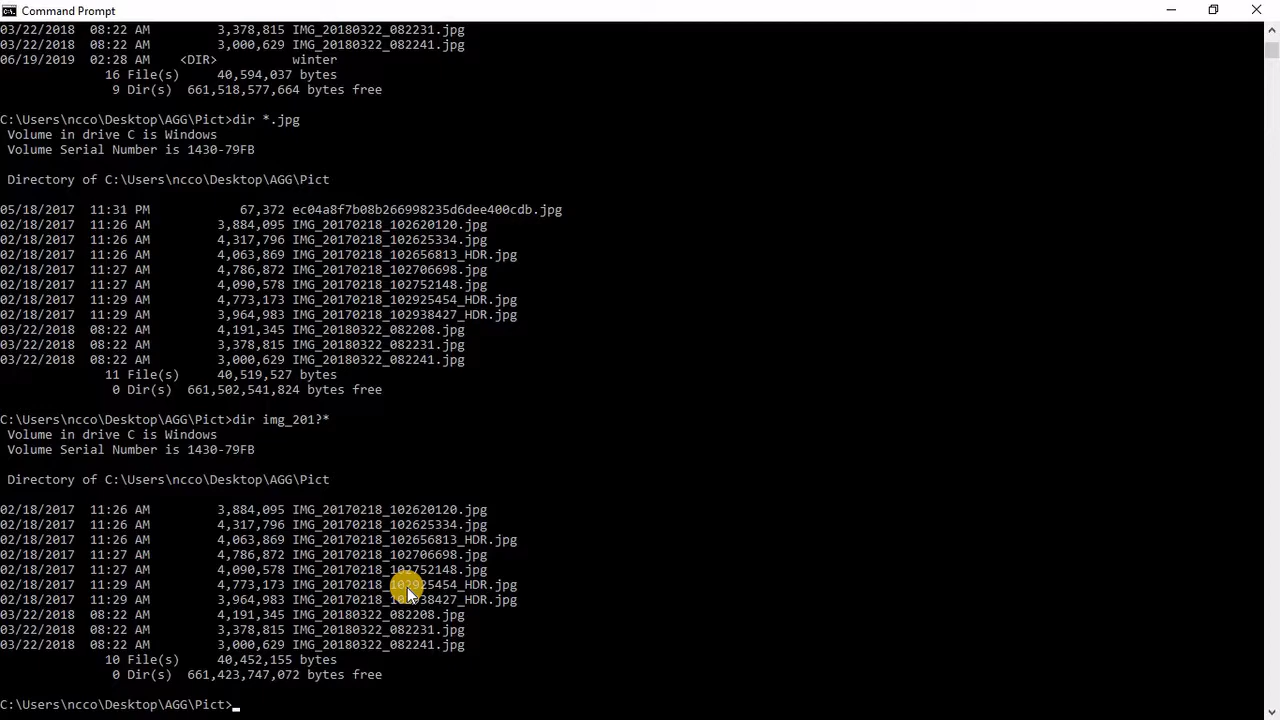 Command Prompt
03/22/2018  08:22 AM         3,378,815 IMG_20180322_082231.jpg
03/22/2018  08:22 AM         3,000,629 IMG_20180322_082241.jpg
06/19/2019  02:28 AM    <DIR>          winter
              16 File(s)     40,594,037 bytes
               9 Dir(s)  661,518,577,664 bytes free
C:\Users\ncco\Desktop\AGG\Pict>dir *.jpg
 Volume in drive C is Windows
 Volume Serial Number is 1430-79FB
 Directory of C:\Users\ncco\Desktop\AGG\Pict
05/18/2017  11:31 PM            67,372 ec04a8f7b08b266998235d6dee400cdb.jpg
02/18/2017  11:26 AM         3,884,095 IMG_20170218_102620120.jpg
02/18/2017  11:26 AM         4,317,796 IMG_20170218_102625334.jpg
02/18/2017  11:26 AM         4,063,869 IMG_20170218_102656813_HDR.jpg
02/18/2017  11:27 AM         4,786,872 IMG_20170218_102706698.jpg
02/18/2017  11:27 AM         4,090,578 IMG_20170218_102752148.jpg
02/18/2017  11:29 AM         4,773,173 IMG_20170218_102925454_HDR.jpg
02/18/2017  11:29 AM         3,964,983 IMG_20170218_102938427_HDR.jpg
03/22/2018  08:22 AM         4,191,345 IMG_20180322_082208.jpg
03/22/2018  08:22 AM         3,378,815 IMG_20180322_082231.jpg
03/22/2018  08:22 AM         3,000,629 IMG_20180322_082241.jpg
              11 File(s)     40,519,527 bytes
               0 Dir(s)  661,502,541,824 bytes free
C:\Users\ncco\Desktop\AGG\Pict>dir img_201?*
 Volume in drive C is Windows
 Volume Serial Number is 1430-79FB
 Directory of C:\Users\ncco\Desktop\AGG\Pict
02/18/2017  11:26 AM         3,884,095 IMG_20170218_102620120.jpg
02/18/2017  11:26 AM         4,317,796 IMG_20170218_102625334.jpg
02/18/2017  11:26 AM         4,063,869 IMG_20170218_102656813_HDR.jpg
02/18/2017  11:27 AM         4,786,872 IMG_20170218_102706698.jpg
02/18/2017  11:27 AM         4,090,578 IMG_20170218_102752148.jpg
02/18/2017  11:29 AM         4,773,173 IMG_20170218_102925454_HDR.jpg
02/18/2017  11:29 AM         3,964,983 IMG_20170218_102938427_HDR.jpg
03/22/2018  08:22 AM         4,191,345 IMG_20180322_082208.jpg
03/22/2018  08:22 AM         3,378,815 IMG_20180322_082231.jpg
03/22/2018  08:22 AM         3,000,629 IMG_20180322_082241.jpg
              10 File(s)     40,452,155 bytes
               0 Dir(s)  661,423,747,072 bytes free
C:\Users\ncco\Desktop\AGG\Pict>